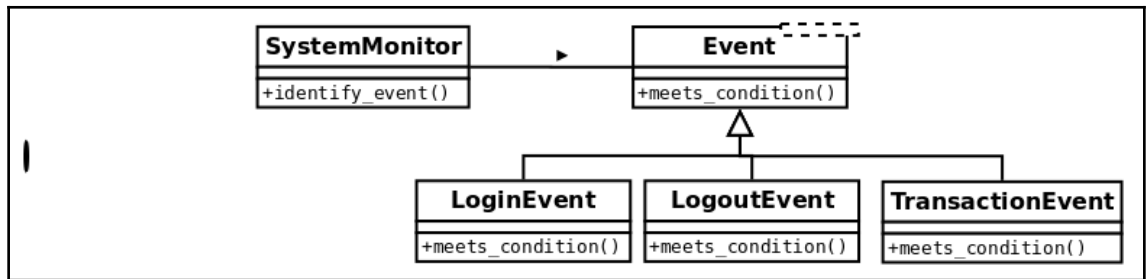 SystemMonitor
+identify_event()
Event
+meets_condition()
LoginEvent
+meets_condition()
LogoutEvent
+meets_condition()
TransactionEvent
+meets_condition()